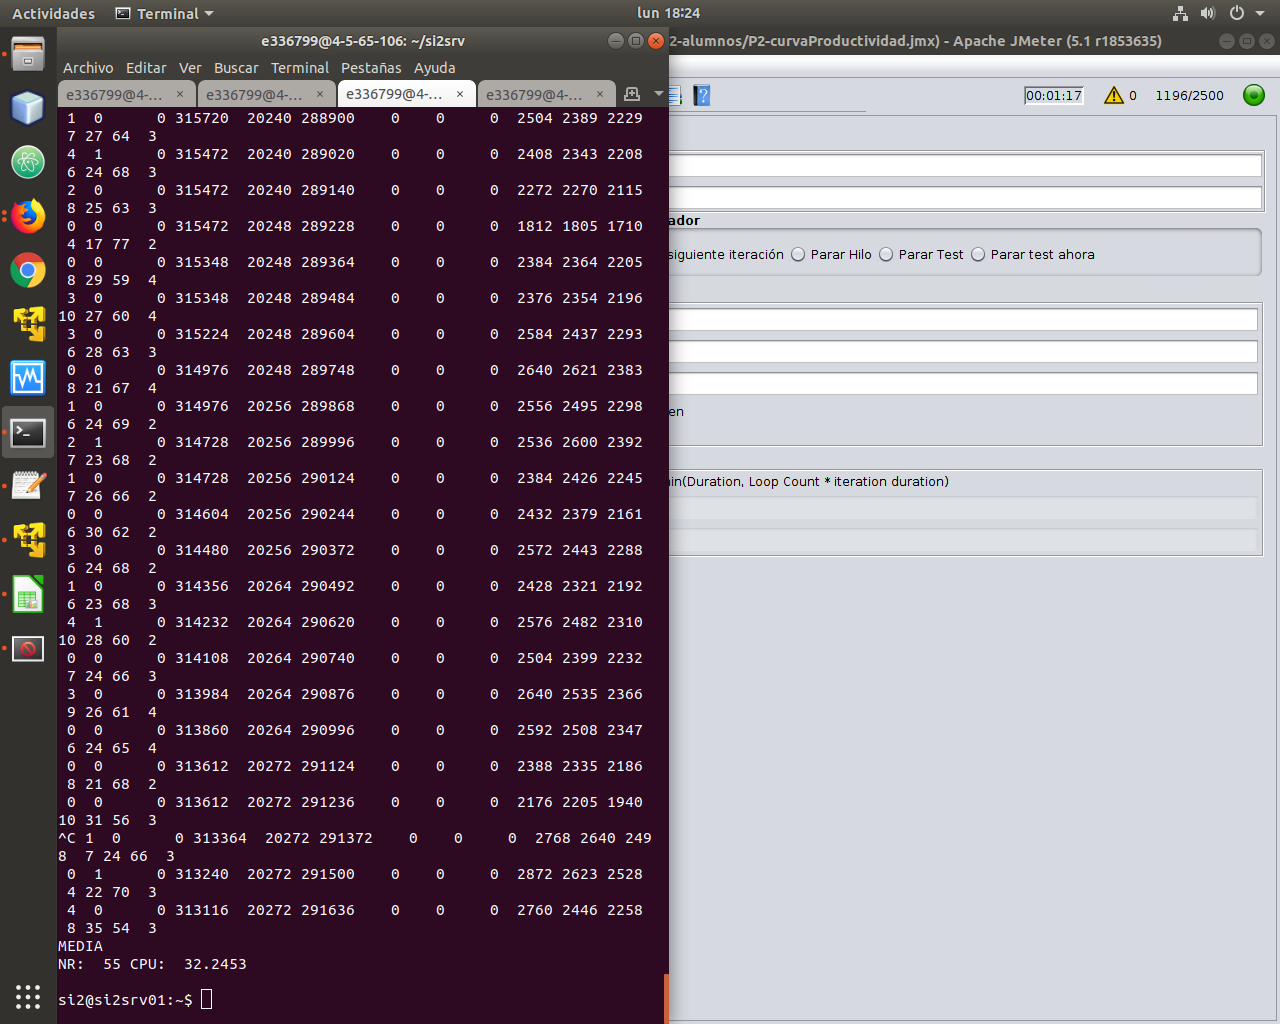 Actividades Terminal lun 18:24
e336799@4-5-65-106: ~/si2srv
2-alumnos/P2-curvaProductividad.jmx) - Apache JMeter (5.1 r1853635)
Archivo Editar Ver Buscar Terminal Pestañas Ayuda
e336799@4-... × e336799@4-... × e336799@4-... × e336799@4-... ×
00:01:17 0 1196/2500
1 0 0 315720 20240 288900 0 0 0 2504 2389 2229
7 27 64 3
4 1 0 315472 20240 289020 0 0 0 2408 2343 2208
6 24 68 3
2 0 0 315472 20240 289140 0 0 0 2272 2270 2115
8 25 63 3
0 0 0 315472 20248 289228 0 0 0 1812 1805 1710
4 17 77 2
0 0 0 315348 20248 289364 0 0 0 2384 2364 2205
8 29 59 4
3 0 0 315348 20248 289484 0 0 0 2376 2354 2196
10 27 60 4
3 0 0 315224 20248 289604 0 0 0 2584 2437 2293
6 28 63 3
0 0 0 314976 20248 289748 0 0 0 2640 2621 2383
8 21 67 4
1 0 0 314976 20256 289868 0 0 0 2556 2495 2298
6 24 69 2
2 1 0 314728 20256 289996 0 0 0 2536 2600 2392
7 23 68 2
1 0 0 314728 20256 290124 0 0 0 2384 2426 2245
7 26 66 2
0 0 0 314604 20256 290244 0 0 0 2432 2379 2161
6 30 62 2
3 0 0 314480 20256 290372 0 0 0 2572 2443 2288
6 24 68 2
1 0 0 314356 20264 290492 0 0 0 2428 2321 2192
6 23 68 3
4 1 0 314232 20264 290620 0 0 0 2576 2482 2310
10 28 60 2
0 0 0 314108 20264 290740 0 0 0 2504 2399 2232
7 24 66 3
3 0 0 313984 20264 290876 0 0 0 2640 2535 2366
9 26 61 4
0 0 0 313860 20264 290996 0 0 0 2592 2508 2347
6 24 65 4
0 0 0 313612 20272 291124 0 0 0 2388 2335 2186
8 21 68 2
0 0 0 313612 20272 291236 0 0 0 2176 2205 1940
10 31 56 3
^C 1 0 0 313364 20272 291372 0 0 0 2768 2640 249
8 7 24 66 3
0 1 0 313240 20272 291500 0 0 0 2872 2623 2528
4 22 70 3
4 0 0 313116 20272 291636 0 0 0 2760 2446 2258
8 35 54 3
MEDIA
NR: 55 CPU: 32.2453
si2@si2srv01:~$
ador
siguiente iteración Parar Hilo Parar Test Parar test ahora
en
in(Duration, Loop Count * iteration duration)